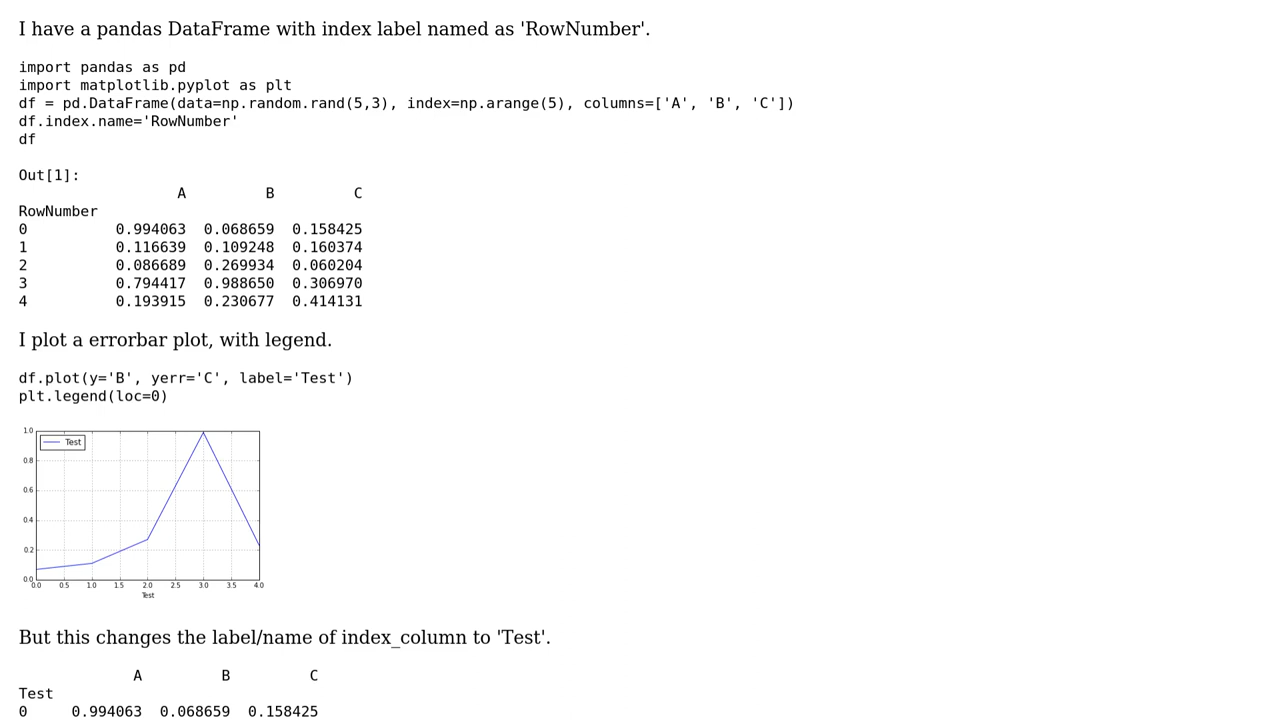 I have a pandas DataFrame with index label named as 'RowNumber'.
import pandas as pd
import matplotlib.pyplot as plt
df = pd.DataFrame(data=np.random.rand(5,3), index=np.arange(5), columns=['A', 'B', 'C'])
df.index.name='RowNumber'
df
Out[1]:
A B C
RowNumber
0 0.994063 0.068659 0.158425
1 0.116639 0.109248 0.160374
2 0.086689 0.269934 0.060204
3 0.794417 0.988650 0.306970
4 0.193915 0.230677 0.414131
I plot a errorbar plot, with legend.
df.plot(y='B', yerr='C', label='Test')
plt.legend(loc=0)
1.0
Test
0.8
0.6
0.4
0.2
0.0
0.0 0.5 1.0 1.5 2.0 2.5 3.0 3.5 4.0
Test
But this changes the label/name of index_column to 'Test'.
A B C
Test
0 0.994063 0.068659 0.158425